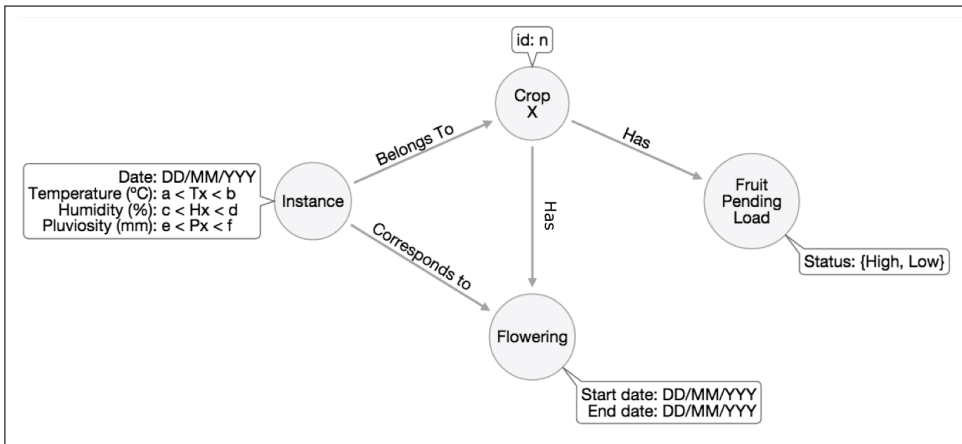 id: n
Crop
X
Belongs To
Has
Date: DD/MM/YYY
Temperature (ºC): a < Tx < b
Humidity (%): c < Hx < d
Pluviosity (mm): e < Px < f
Instance
Has
Fruit
Pending
Load
Status: {High, Low}
Corresponds to
Flowering
Start date: DD/MM/YYY
End date: DD/MM/YYY